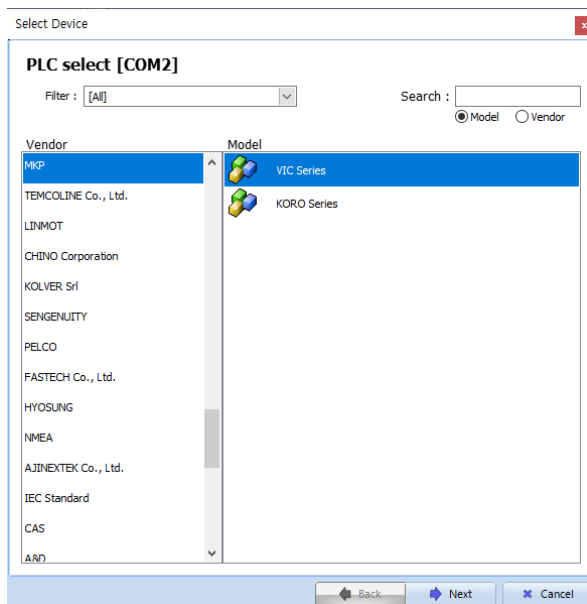 Select Device
x
PLC select [COM2]
Filter : [All] Search :
Model Vendor
Vendor Model
MKP
TEMCOLINE Co., Ltd.
LINMOT
CHINO Corporation
KOLVER Srl
SENGENUITY
PELCO
FASTECH Co., Ltd.
HYOSUNG
NMEA
AJINEXTEK Co., Ltd.
IEC Standard
CAS
A&D
VIC Series
KORO Series
Back Next Cancel